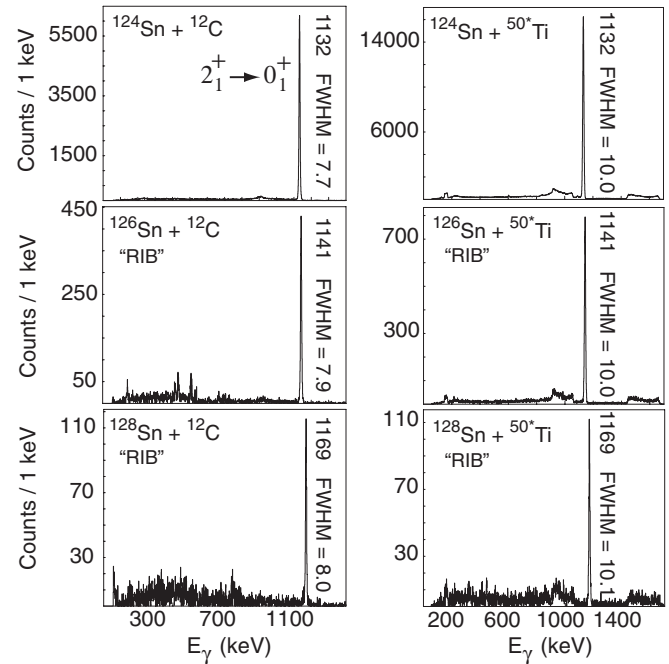 Counts / 1 keV
5500
3500
1500
¹²⁴Sn + ¹²C
2₁⁺ → 0₁⁺
1132 FWHM = 7.7
14000
6000
¹²⁴Sn + ⁵⁰*Ti
1132 FWHM = 10.0
Counts / 1 keV
450
250
50
¹²⁶Sn + ¹²C
“RIB”
1141 FWHM = 7.9
700
300
¹²⁶Sn + ⁵⁰*Ti
“RIB”
1141 FWHM = 10.0
Counts / 1 keV
110
70
30
¹²⁸Sn + ¹²C
“RIB”
1169 FWHM = 8.0
110
70
30
¹²⁸Sn + ⁵⁰*Ti
“RIB”
1169 FWHM = 10.1
300 700 1100
Eγ (keV)
200 600 1000 1400
Eγ (keV)